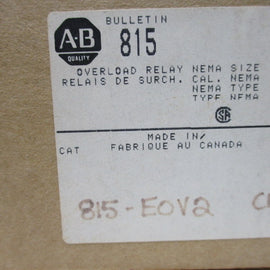 BULLETIN
A-B 815
QUALITY
OVERLOAD RELAY NEMA SIZE
RELAIS DE SURCH. CAL. NEMA
NEMA TYPE
TYPE NEMA
SA
MADE IN/
CAT FABRIQUE AU CANADA
815-EOV2